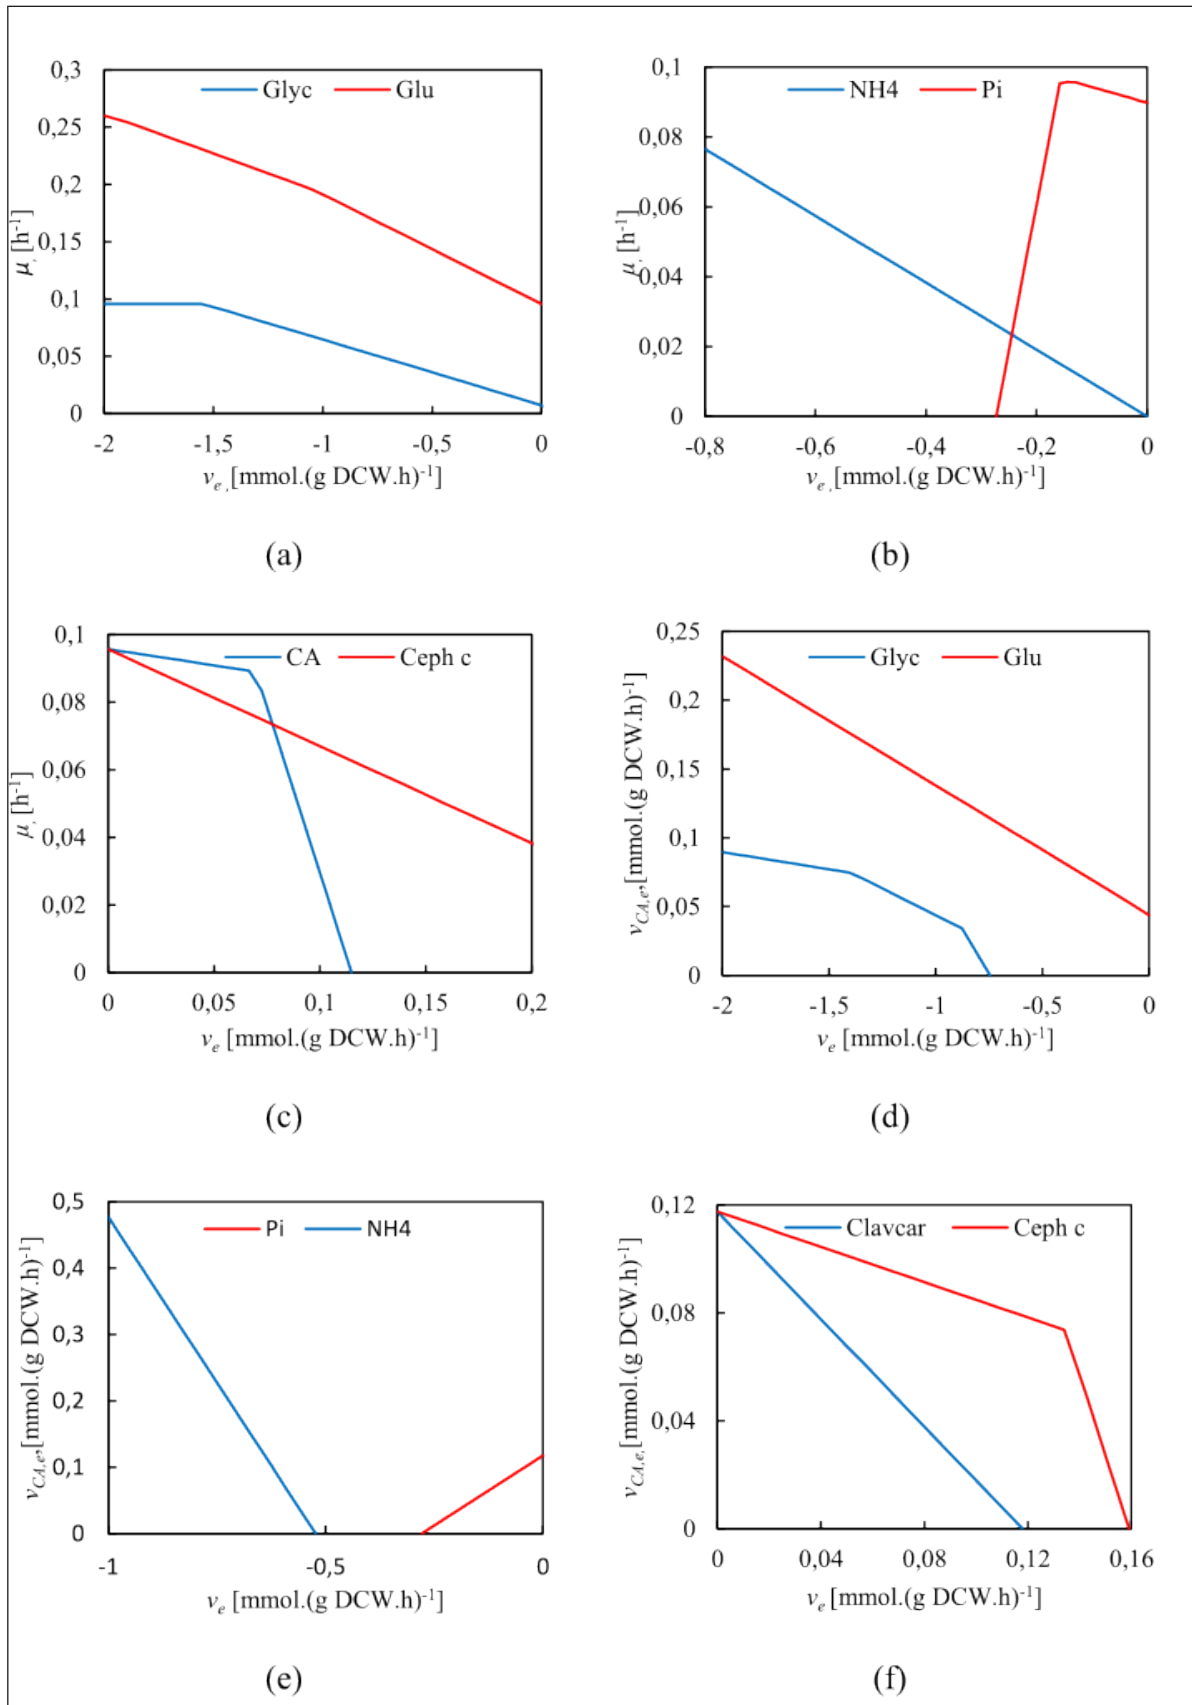 0,3
Glyc Glu
0,25
0,2
0,15
0,1
0,05
0
μ, [h-1]
-2 -1,5 -1 -0,5 0
ve ,[mmol.(g DCW.h)-1]
(a)
0,1
NH4 Pi
0,08
0,06
0,04
0,02
0
μ, [h-1]
-0,8 -0,6 -0,4 -0,2 0
ve ,[mmol.(g DCW.h)-1]
(b)
0,1
CA Ceph c
0,08
0,06
0,04
0,02
0
μ, [h-1]
0 0,05 0,1 0,15 0,2
ve [mmol.(g DCW.h)-1]
(c)
0,25
Glyc Glu
0,2
0,15
0,1
0,05
0
vCA,e,[mmol.(g DCW.h)-1]
-2 -1,5 -1 -0,5 0
ve [mmol.(g DCW.h)-1]
(d)
0,5
Pi NH4
0,4
0,3
0,2
0,1
0
vCA,e,[mmol.(g DCW.h)-1]
-1 -0,5 0
ve [mmol.(g DCW.h)-1]
(e)
0,12
Clavcar Ceph c
0,08
0,04
0
vCA,e,[mmol.(g DCW.h)-1]
0 0,04 0,08 0,12 0,16
ve [mmol.(g DCW.h)-1]
(f)